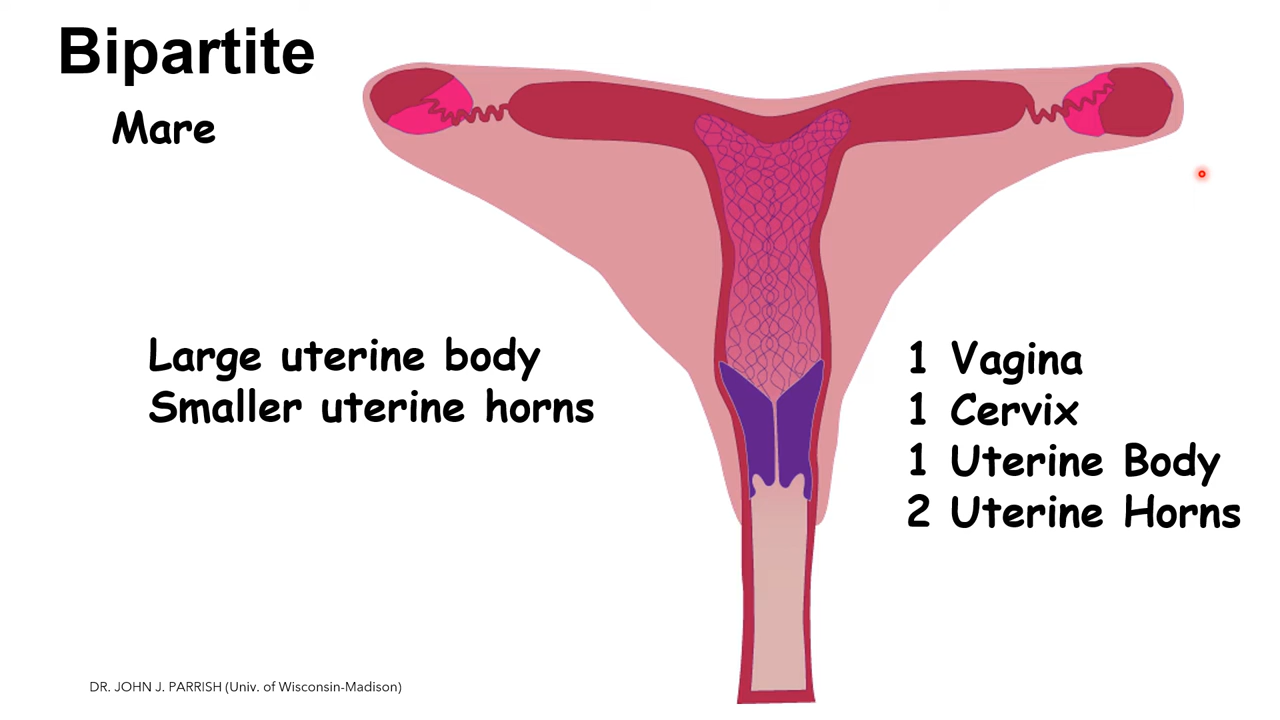 Bipartite
Mare
Large uterine body
Smaller uterine horns
1 Vagina
1 Cervix
1 Uterine Body
2 Uterine Horns
DR. JOHN J. PARRISH (Univ. of Wisconsin-Madison)